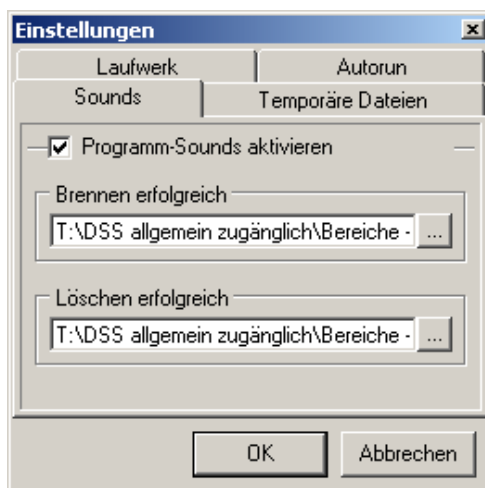 Einstellungen
Laufwerk Autorun
Sounds Temporäre Dateien
Programm-Sounds aktivieren
Brennen erfolgreich
T:\DSS allgemein zugänglich\Bereiche - ...
Löschen erfolgreich
T:\DSS allgemein zugänglich\Bereiche - ...
OK Abbrechen